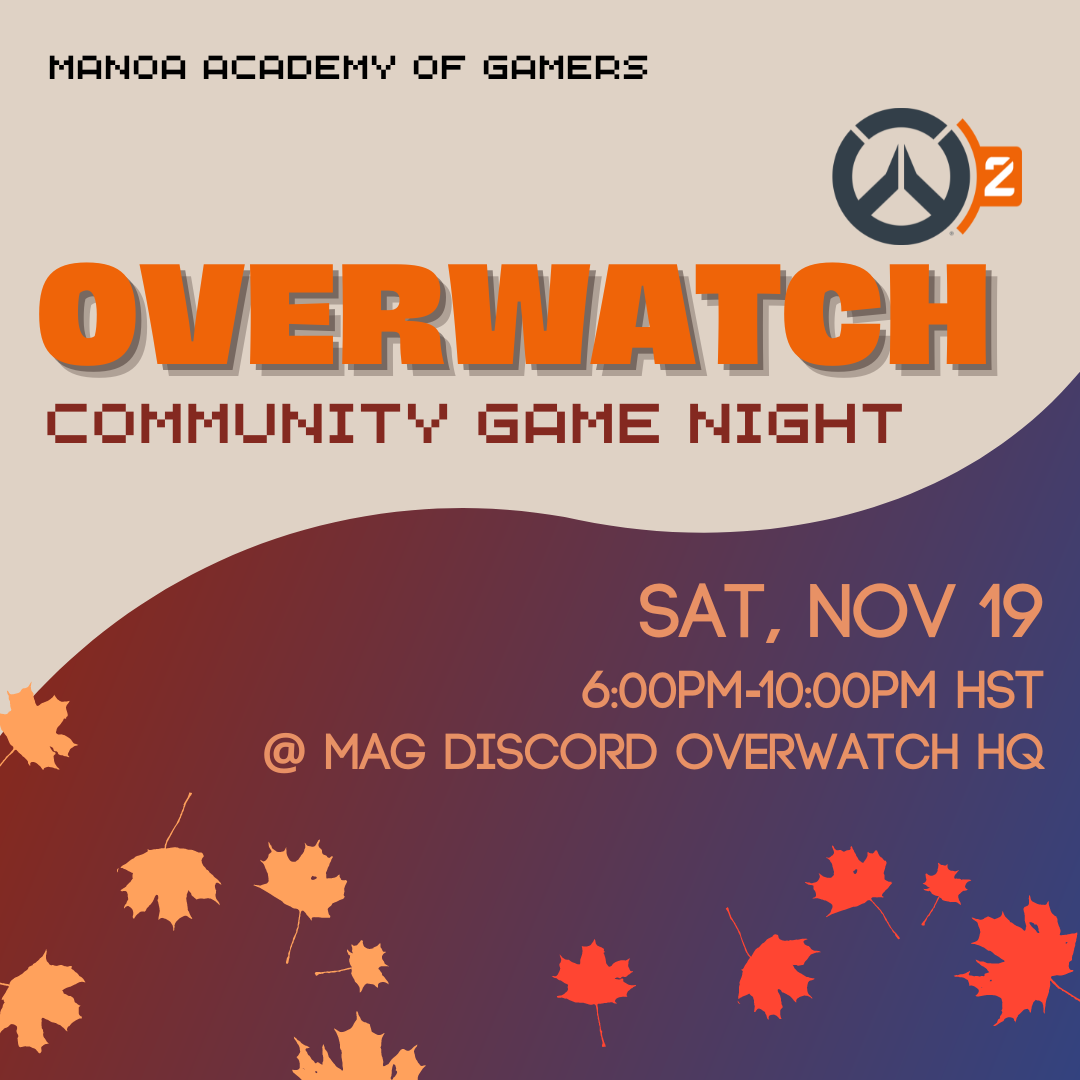 MANOA ACADEMY OF GAMERS
2
OVERWATCH
COMMUNITY GAME NIGHT
SAT, NOV 19
6:00PM-10:00PM HST
@ MAG DISCORD OVERWATCH HQ